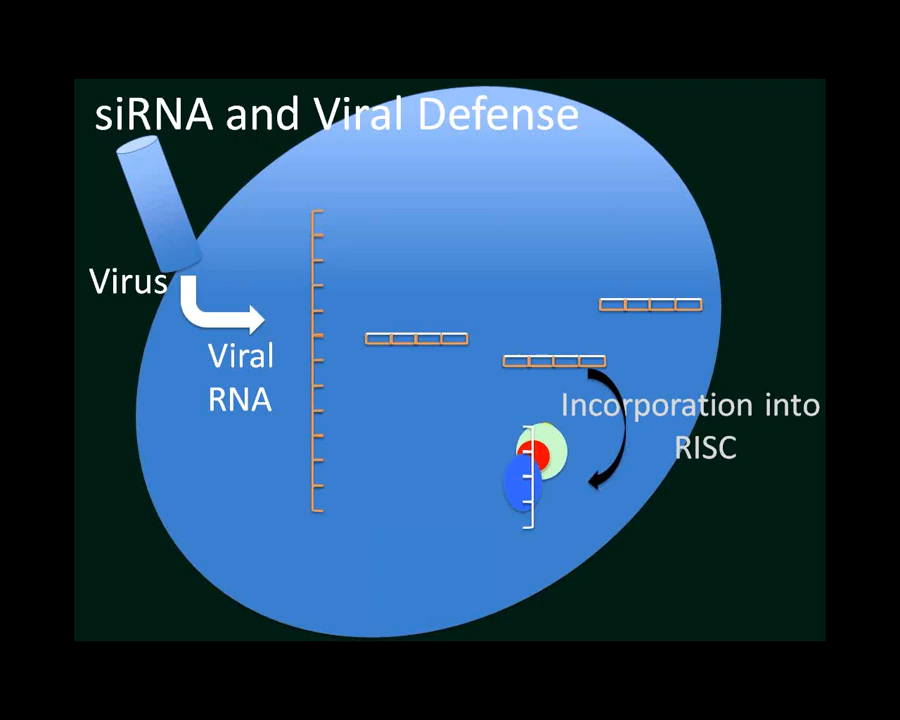 siRNA and Viral Defense
Virus
Viral
RNA
Incorporation into
RISC